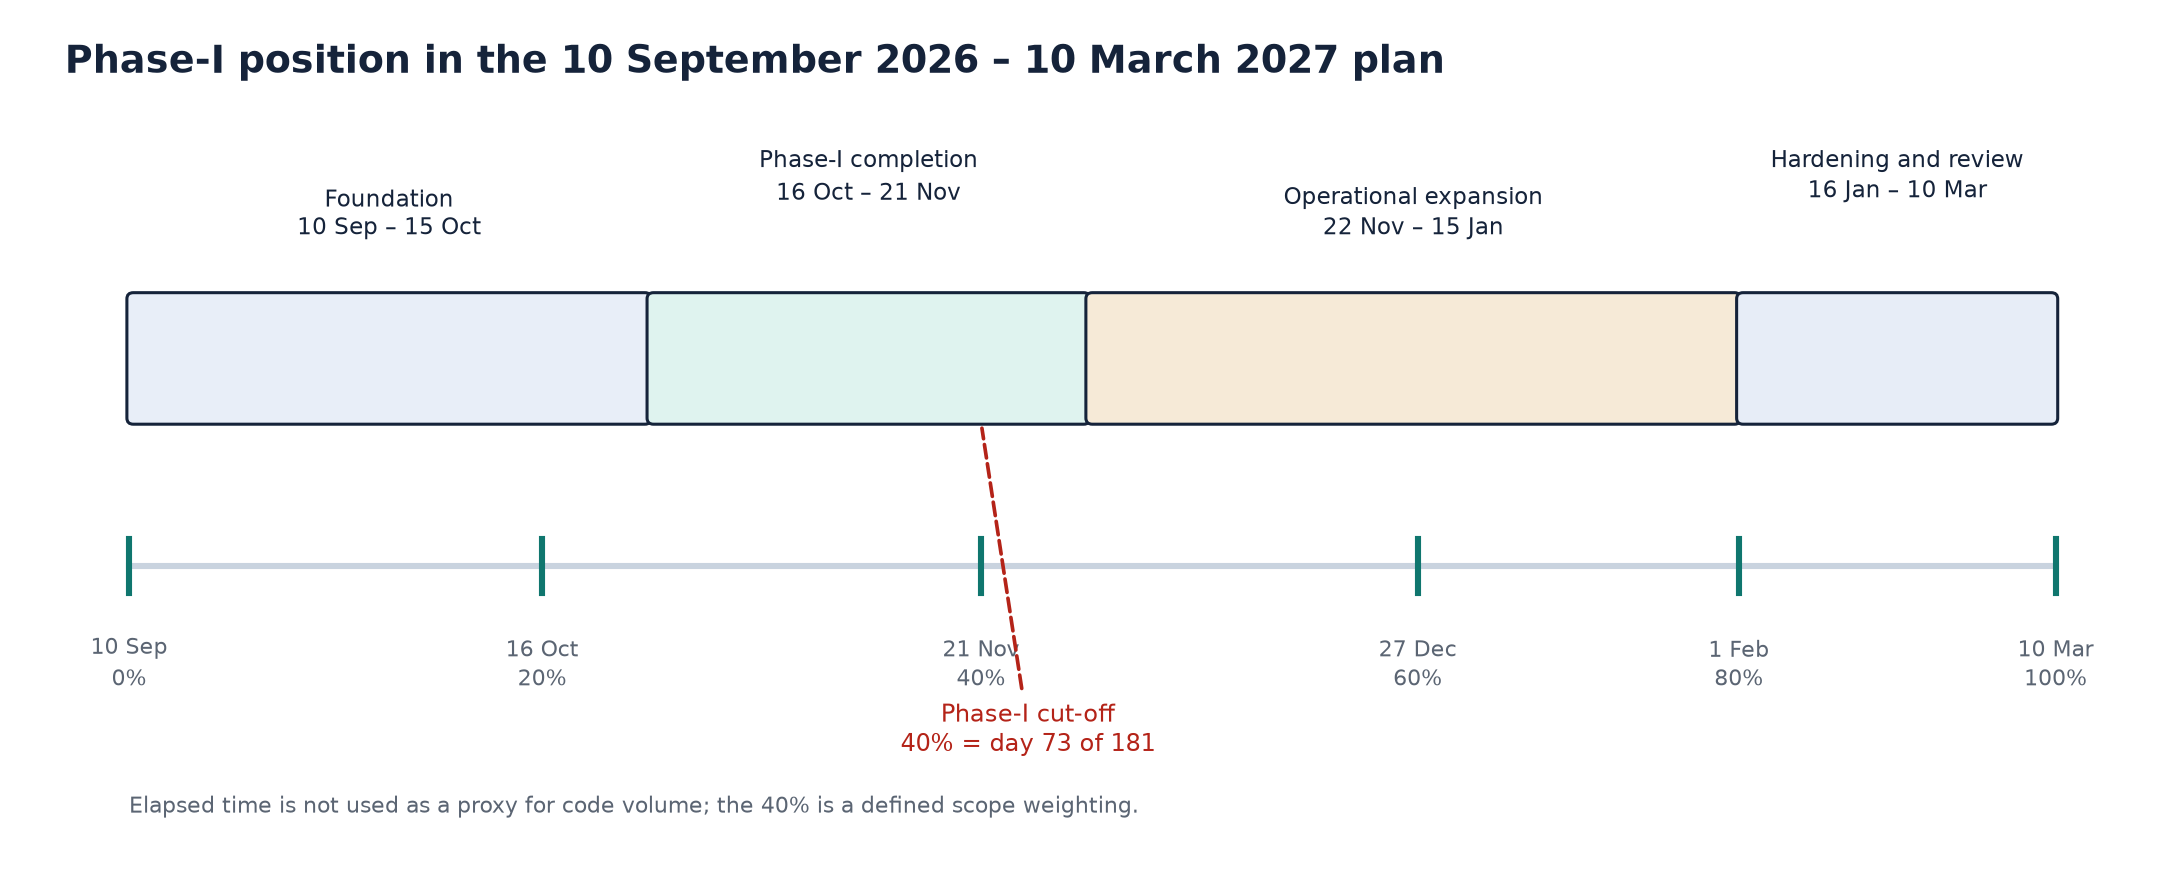 Phase-I position in the 10 September 2026 – 10 March 2027 plan
Foundation
10 Sep – 15 Oct
Phase-I completion
16 Oct – 21 Nov
Operational expansion
22 Nov – 15 Jan
Hardening and review
16 Jan – 10 Mar
10 Sep
0%
16 Oct
20%
21 Nov
40%
27 Dec
60%
1 Feb
80%
10 Mar
100%
Phase-I cut-off
40% = day 73 of 181
Elapsed time is not used as a proxy for code volume; the 40% is a defined scope weighting.